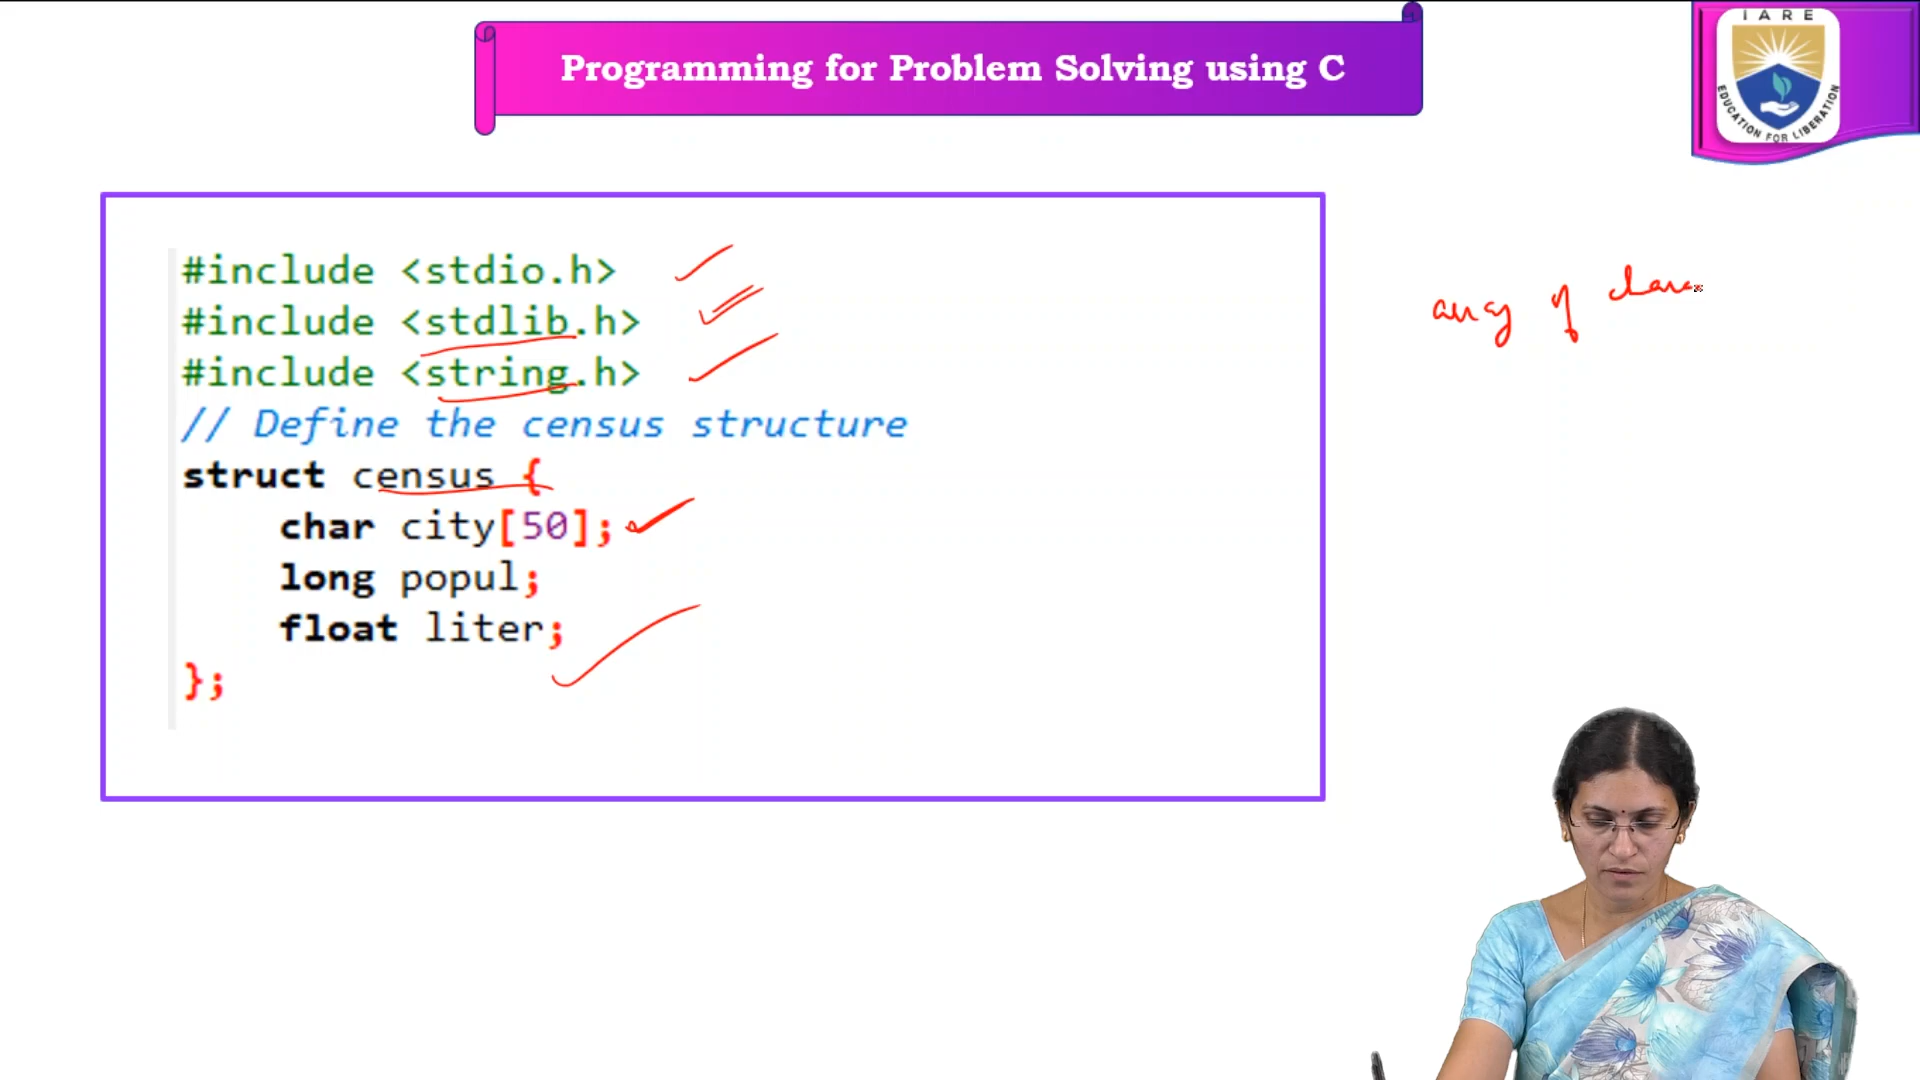 Programming for Problem Solving using C
IARE
EDUCATION FOR LIBERATION
#include <stdio.h>
#include <stdlib.h>
#include <string.h>
// Define the census structure
struct census {
char city[50];
long popul;
float liter;
};
of